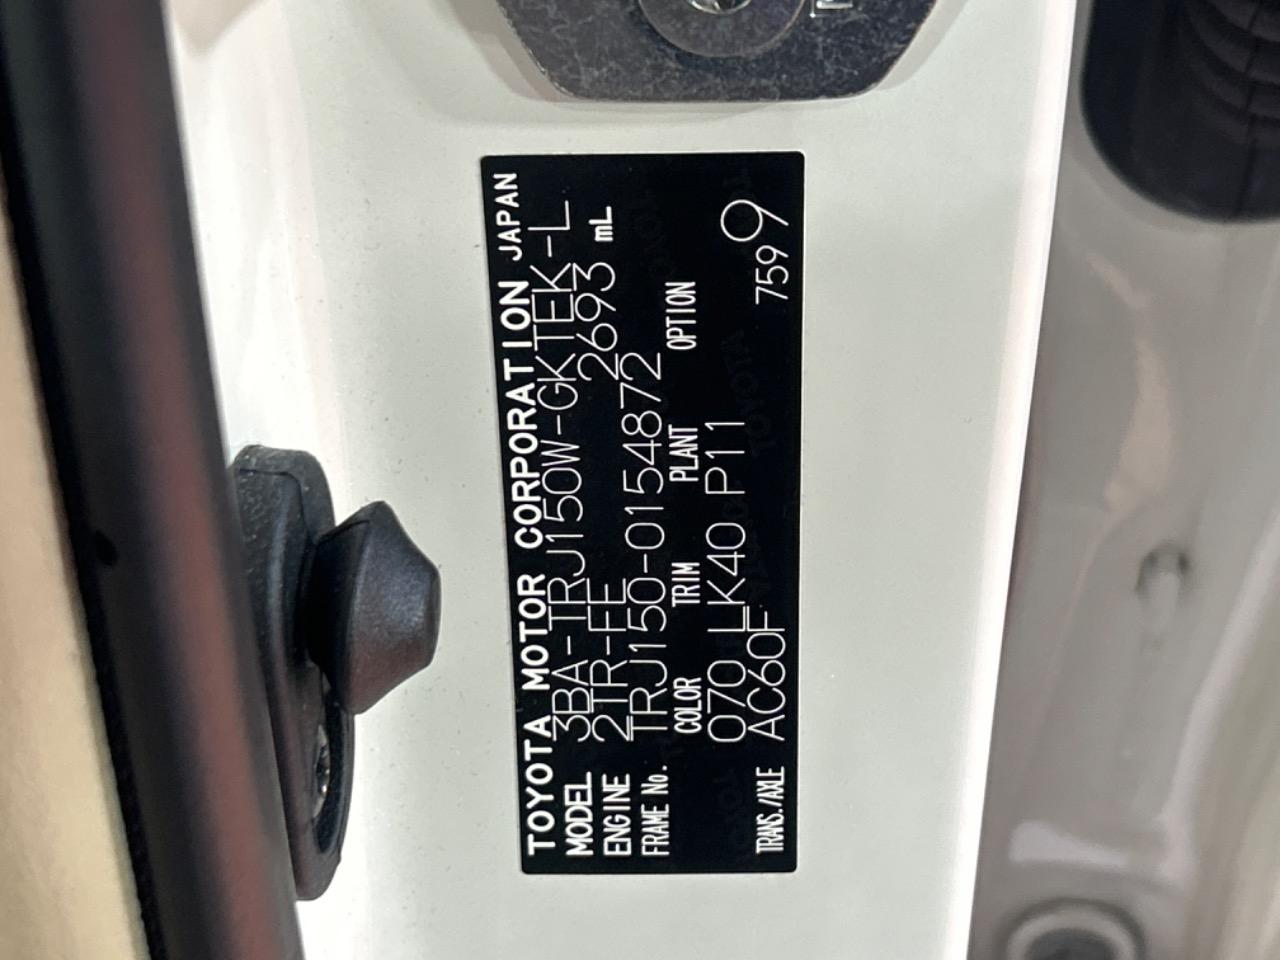 TOYOTA MOTOR CORPORATION JAPAN
MODEL 3BA-TRJ150W-GKTEK-L
ENGINE 2TR-FE 2693 mL
FRAME No. TRJ150-0154872
COLOR TRIM PLANT OPTION
070 LK40 P11
TRANS./AXLE AC60F 7599